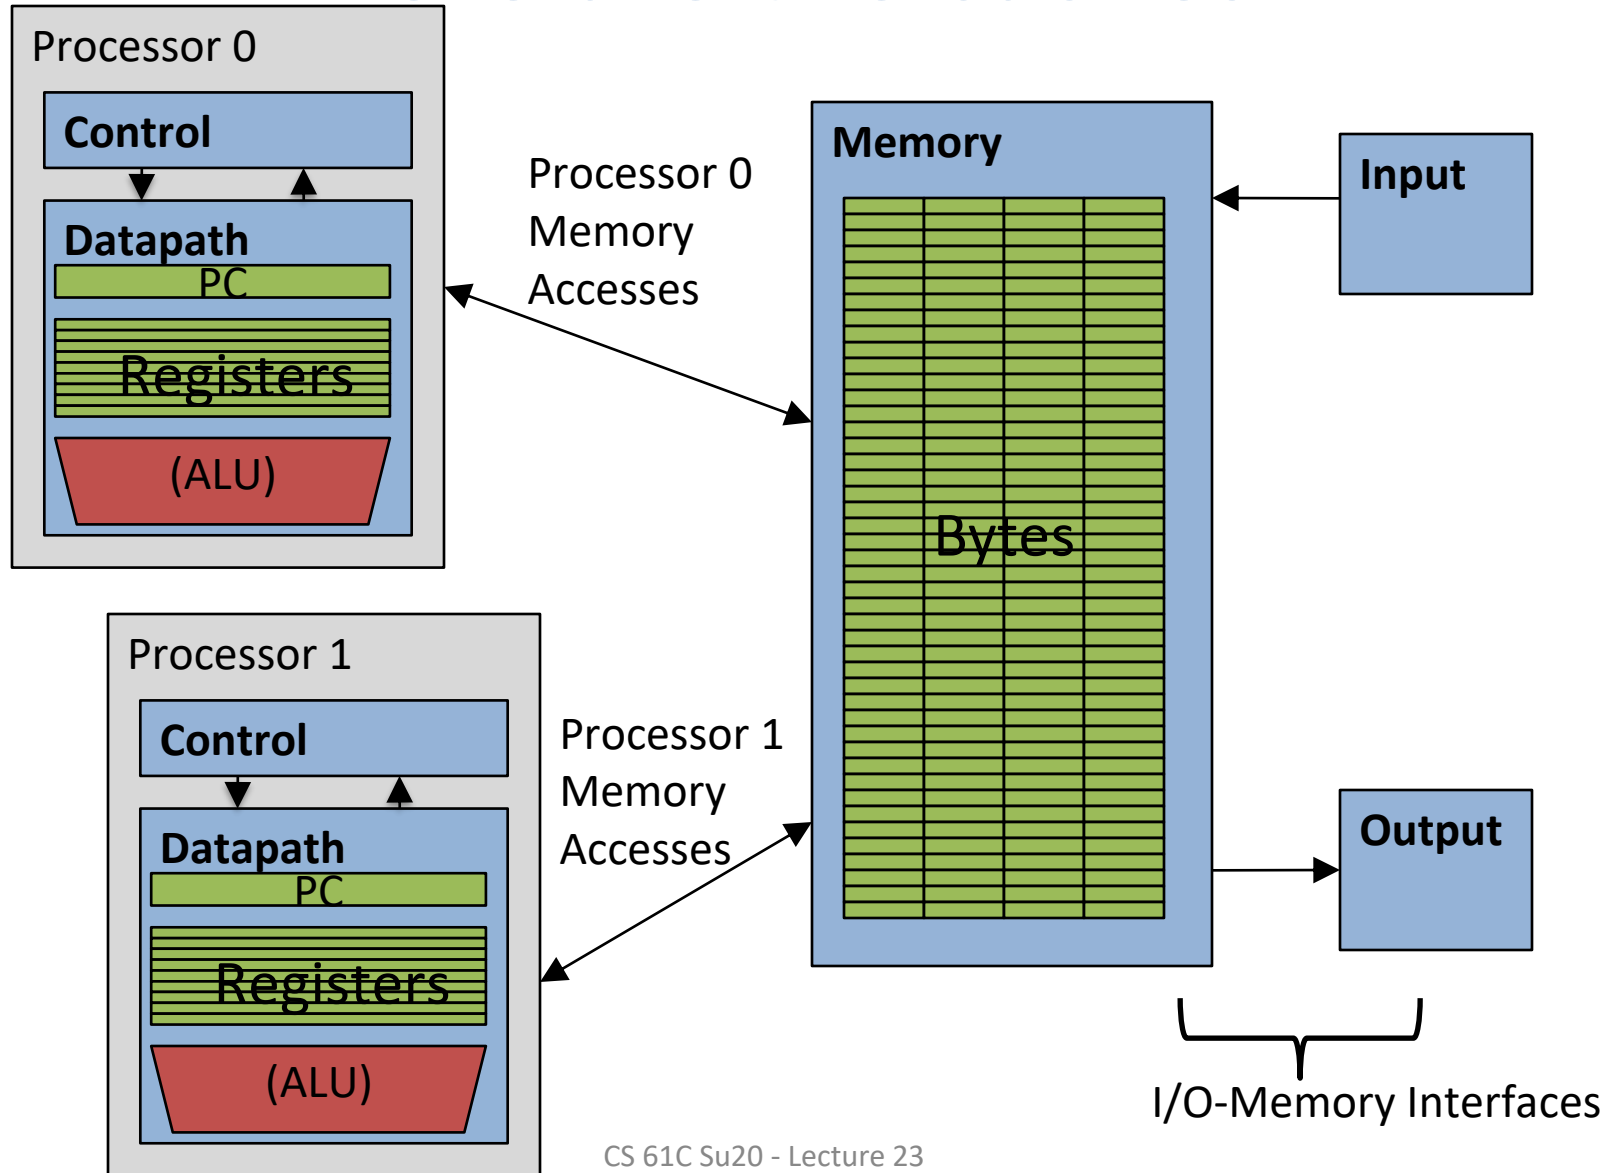 Processor 0
Control
Datapath
PC
Registers
(ALU)
Processor 0
Memory
Accesses
Memory
Bytes
Input
Processor 1
Control
Datapath
PC
Registers
(ALU)
Processor 1
Memory
Accesses
Output
I/O-Memory Interfaces
CS 61C Su20 - Lecture 23